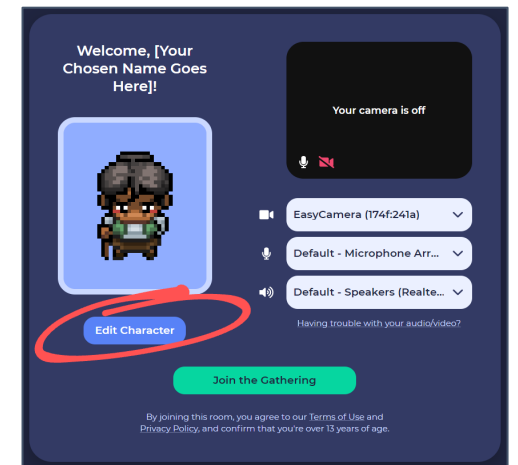 Welcome, [Your
Chosen Name Goes
Here]!
Your camera is off
EasyCamera (174f:241a)
Default - Microphone Arr...
Default - Speakers (Realte...
Edit Character
Having trouble with your audio/video?
Join the Gathering
By joining this room, you agree to our Terms of Use and
Privacy Policy, and confirm that you're over 13 years of age.